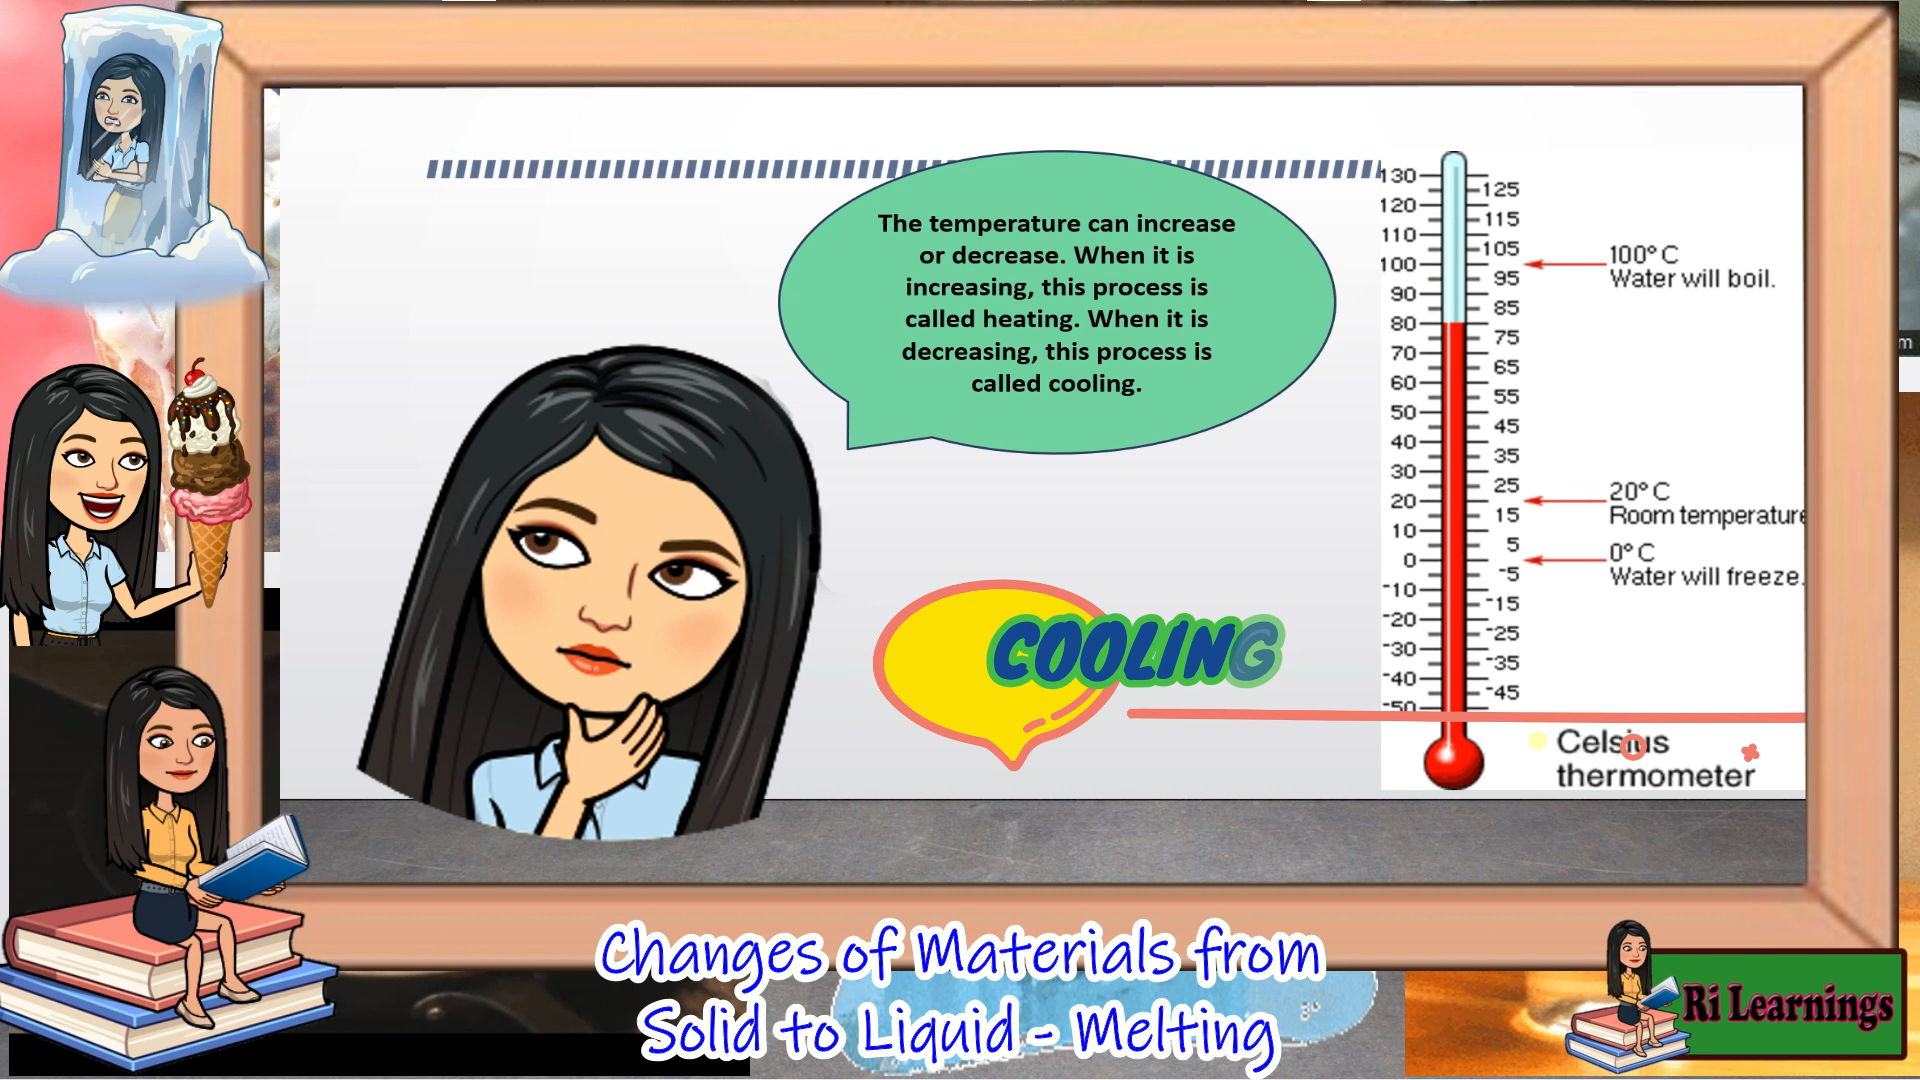 The temperature can increase
or decrease. When it is
increasing, this process is
called heating. When it is
decreasing, this process is
called cooling.
130
125
120
115
110
105
100
95
90
85
80
75
70
65
60
55
50
45
40
35
30
25
20
15
10
5
0
-5
-10
-15
-20
-25
-30
-35
-40
-45
-50
100° C
Water will boil.
20° C
Room temperature
0° C
Water will freeze.
COOLING
Celsius
thermometer
m
Changes of Materials from
Solid to Liquid - Melting
3°
Ri Learnings